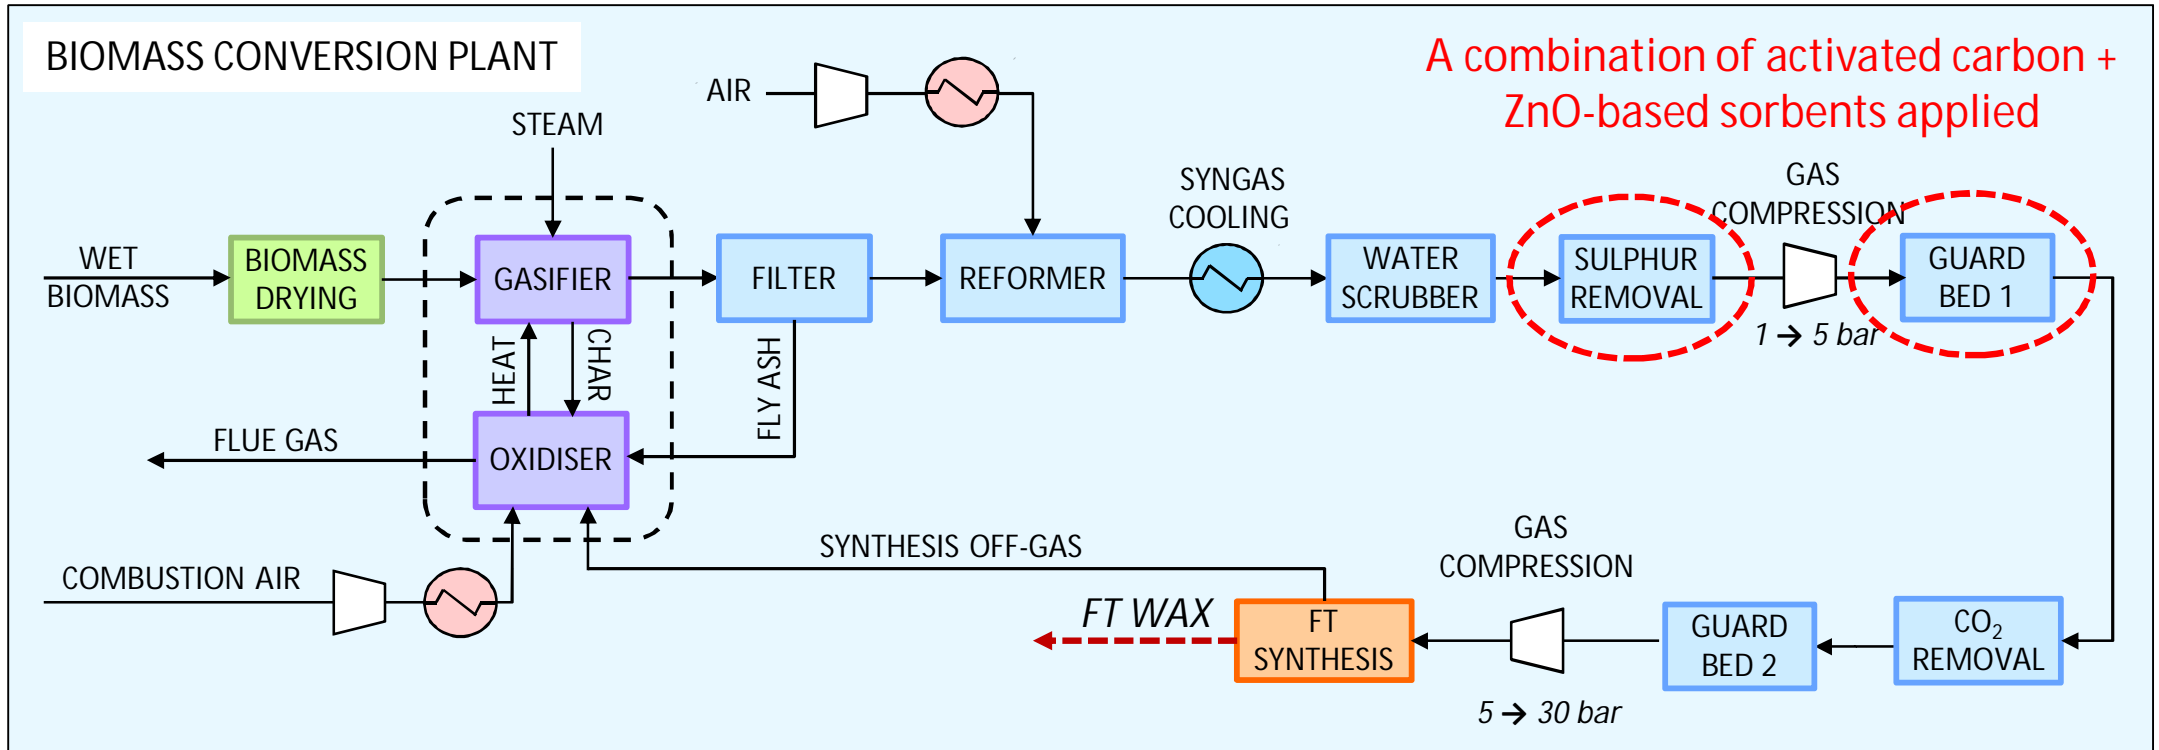 BIOMASS CONVERSION PLANT
A combination of activated carbon +
ZnO-based sorbents applied
AIR
STEAM
SYNGAS
COOLING
GAS
COMPRESSION
WET
BIOMASS
BIOMASS
DRYING
GASIFIER
FILTER
REFORMER
WATER
SCRUBBER
SULPHUR
REMOVAL
1 → 5 bar
GUARD
BED 1
HEAT
CHAR
FLY ASH
FLUE GAS
OXIDISER
COMBUSTION AIR
SYNTHESIS OFF-GAS
FT WAX
FT
SYNTHESIS
GAS
COMPRESSION
5 → 30 bar
GUARD
BED 2
CO₂
REMOVAL